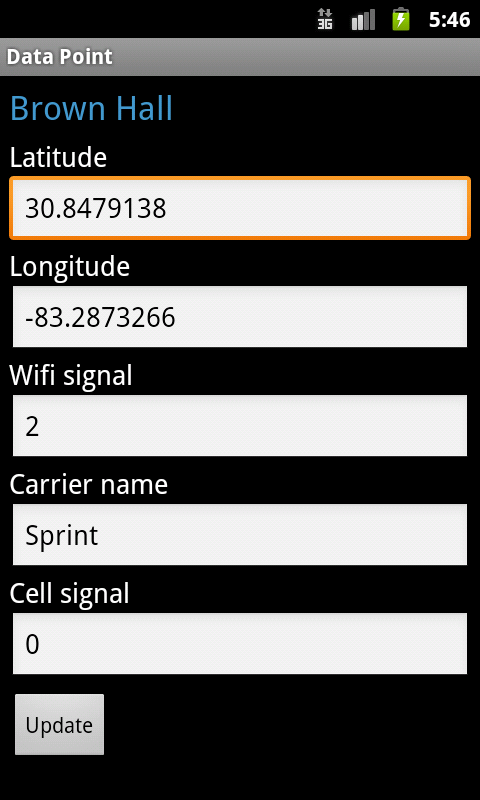 3G 5:46
Data Point
Brown Hall
Latitude
30.8479138
Longitude
-83.2873266
Wifi signal
2
Carrier name
Sprint
Cell signal
0
Update